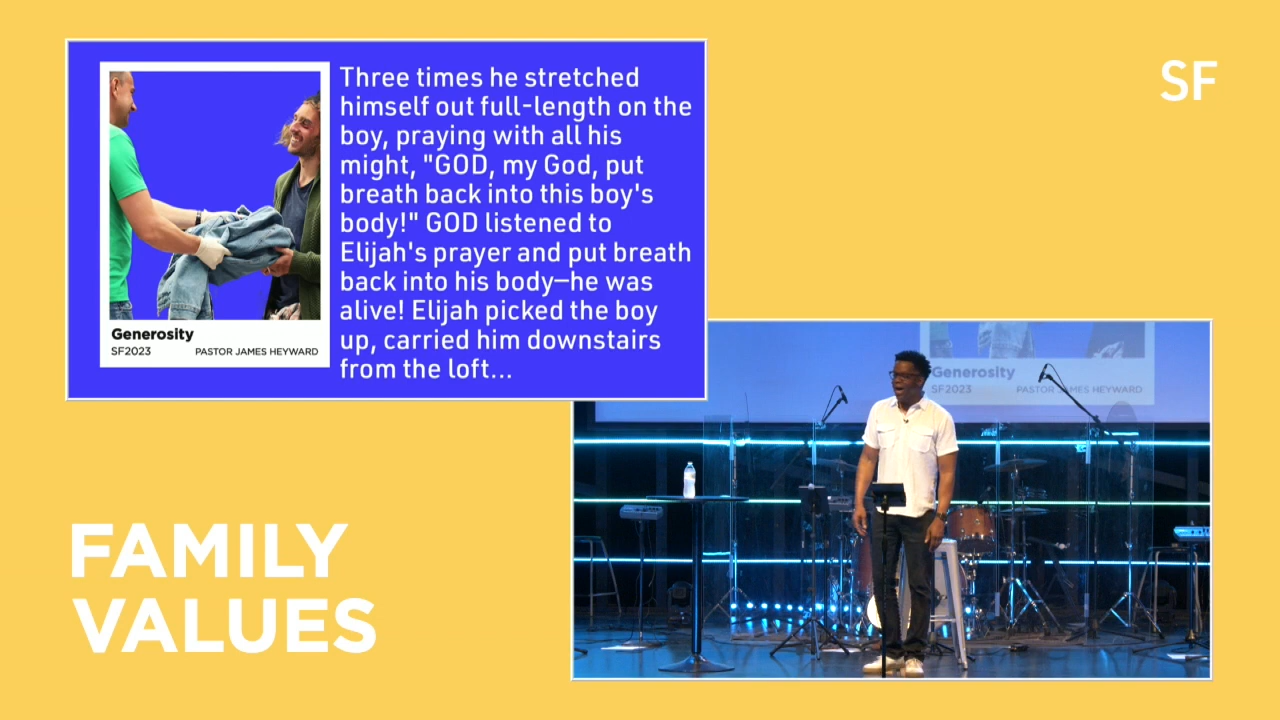 Three times he stretched
himself out full-length on the
boy, praying with all his
might, "GOD, my God, put
breath back into this boy's
body!" GOD listened to
Elijah's prayer and put breath
back into his body—he was
alive! Elijah picked the boy
up, carried him downstairs
from the loft...
Generosity
SF2023 PASTOR JAMES HEYWARD
SF
Generosity
SF2023 PASTOR JAMES HEYWARD
FAMILY
VALUES